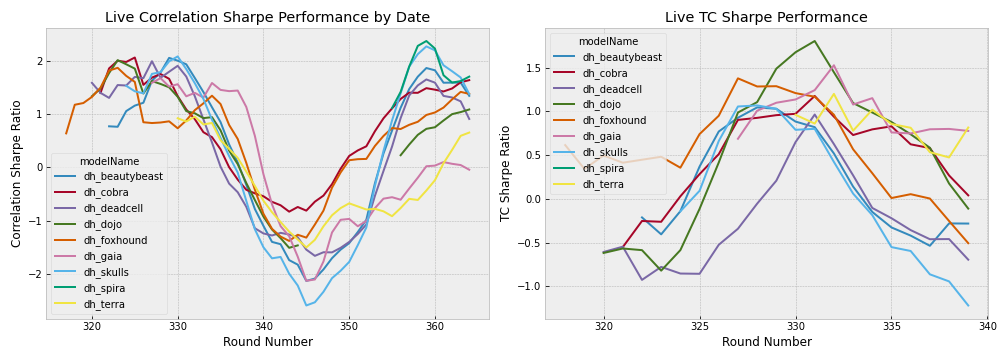 Live Correlation Sharpe Performance by Date
Correlation Sharpe Ratio
2
1
0
−1
−2
modelName
dh_beautybeast
dh_cobra
dh_deadcell
dh_dojo
dh_foxhound
dh_gaia
dh_skulls
dh_spira
dh_terra
320
330
340
350
360
Round Number
Live TC Sharpe Performance
TC Sharpe Ratio
1.5
1.0
0.5
0.0
−0.5
−1.0
modelName
dh_beautybeast
dh_cobra
dh_deadcell
dh_dojo
dh_foxhound
dh_gaia
dh_skulls
dh_spira
dh_terra
320
325
330
335
340
Round Number